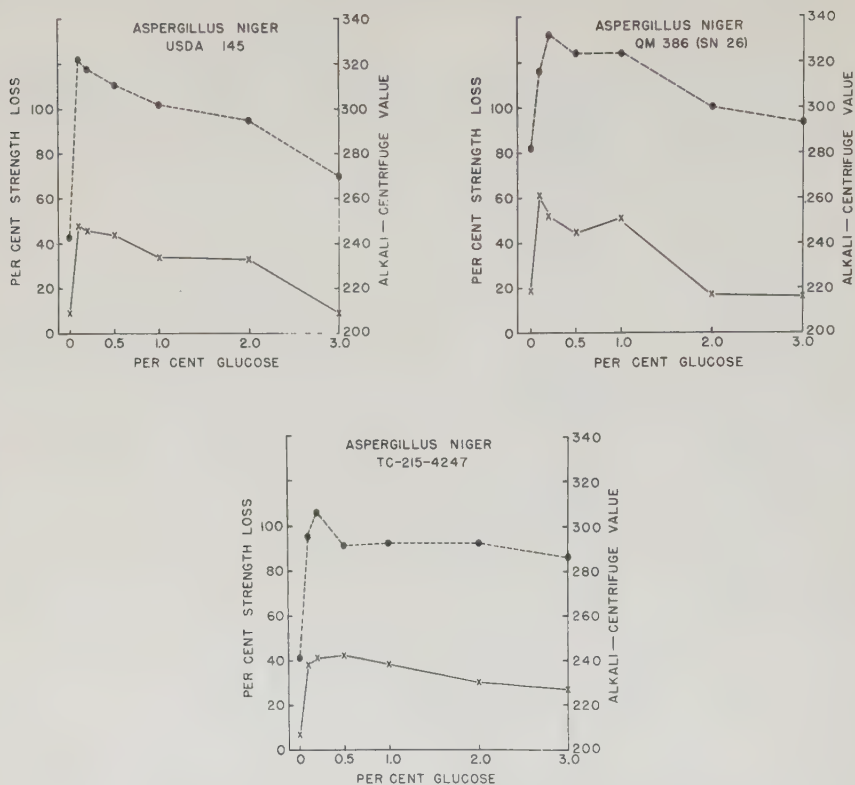 ASPERGILLUS NIGER
USDA 145
PER CENT STRENGTH LOSS
100
80
60
40
20
0
340
320
300
280
260
240
220
200
ALKALI—CENTRIFUGE VALUE
0 0.5 1.0 2.0 3.0
PER CENT GLUCOSE
ASPERGILLUS NIGER
QM 386 (SN 26)
PER CENT STRENGTH LOSS
100
80
60
40
20
0
340
320
300
280
260
240
220
200
ALKALI—CENTRIFUGE VALUE
0 0.5 1.0 2.0 3.0
PER CENT GLUCOSE
ASPERGILLUS NIGER
TC-215-4247
PER CENT STRENGTH LOSS
100
80
60
40
20
0
340
320
300
280
260
240
220
200
ALKALI—CENTRIFUGE VALUE
0 0.5 1.0 2.0 3.0
PER CENT GLUCOSE